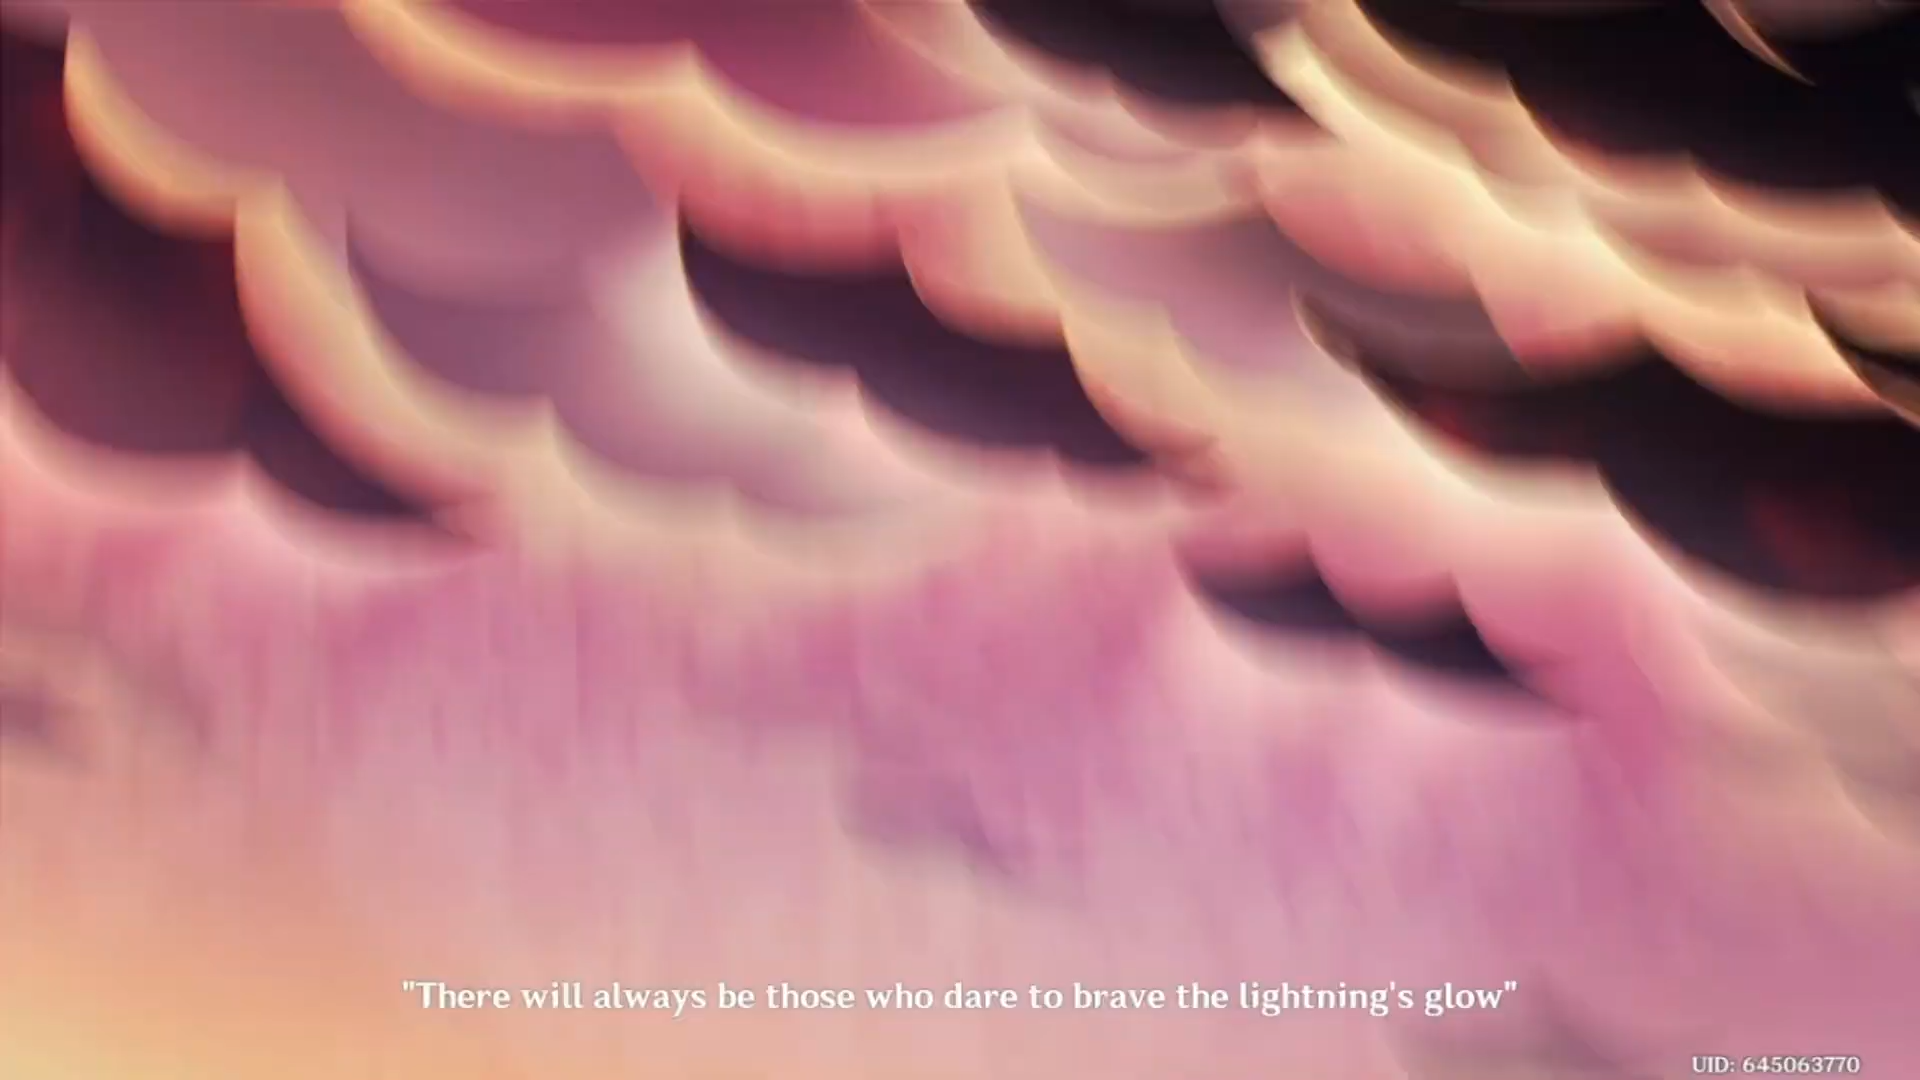 "There will always be those who dare to brave the lightning's glow"
UID: 645063770